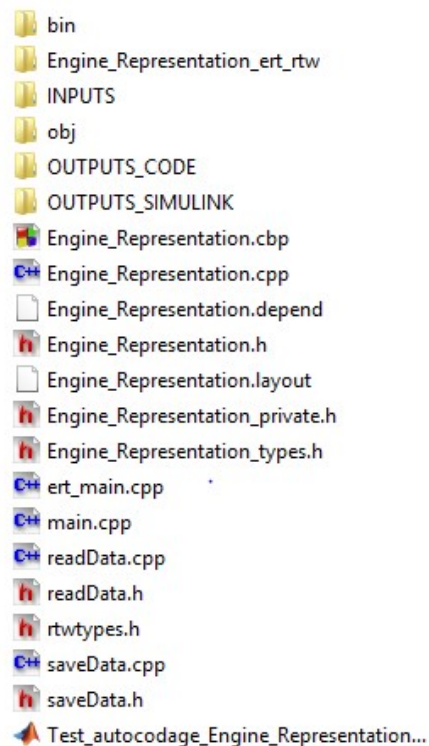 bin
Engine_Representation_ert_rtw
INPUTS
obj
OUTPUTS_CODE
OUTPUTS_SIMULINK
Engine_Representation.cbp
C++ Engine_Representation.cpp
Engine_Representation.depend
h Engine_Representation.h
Engine_Representation.layout
h Engine_Representation_private.h
h Engine_Representation_types.h
C++ ert_main.cpp
C++ main.cpp
C++ readData.cpp
h readData.h
h rtwtypes.h
C++ saveData.cpp
h saveData.h
Test_autocodage_Engine_Representation...